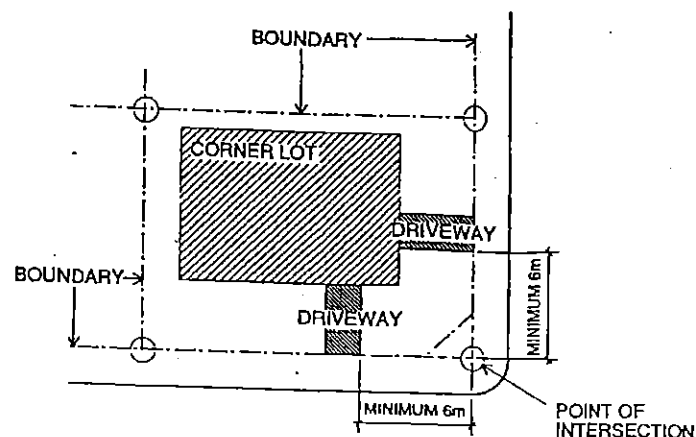 BOUNDARY
CORNER LOT
DRIVEWAY
BOUNDARY
DRIVEWAY
MINIMUM 6m
MINIMUM 6m
POINT OF
INTERSECTION